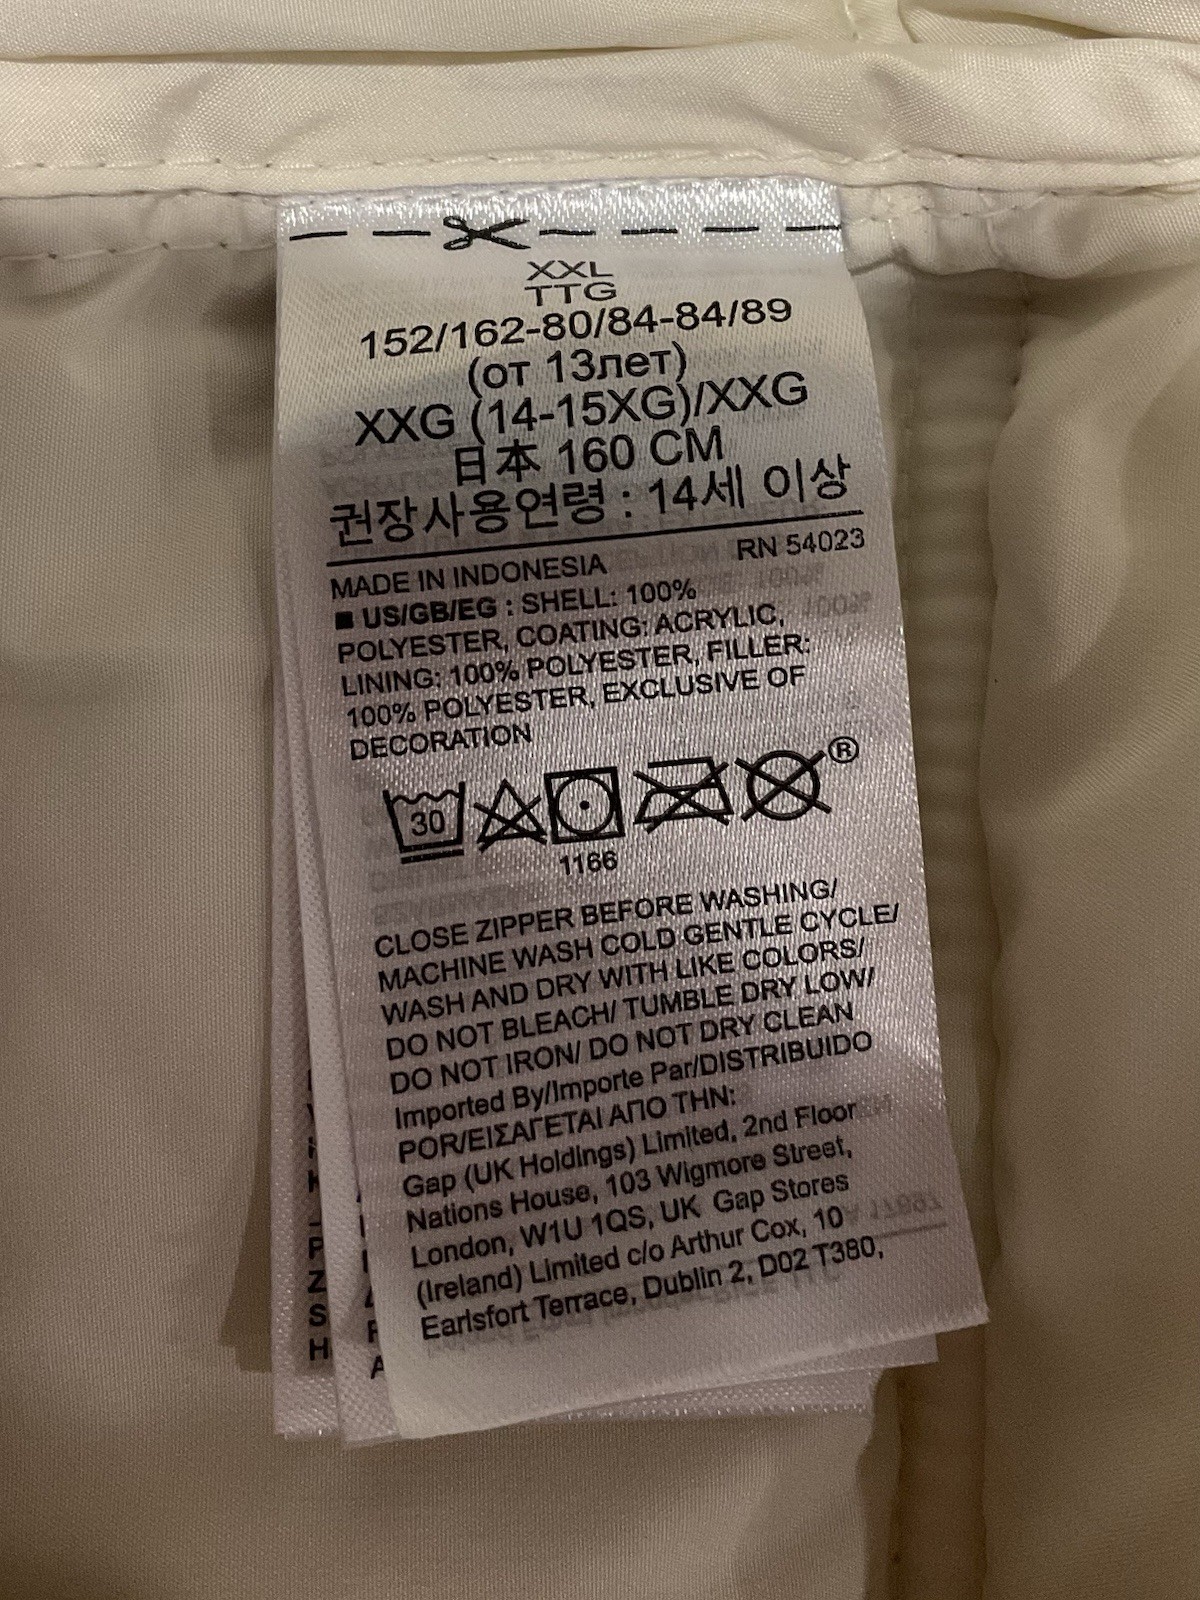 XXL
TTG
152/162-80/84-84/89
(от 13лет)
XXG (14-15XG)/XXG
日本 160 CM
권장사용연령 : 14세 이상
RN 54023
MADE IN INDONESIA
■ US/GB/EG : SHELL: 100%
POLYESTER, COATING: ACRYLIC,
LINING: 100% POLYESTER, FILLER:
100% POLYESTER, EXCLUSIVE OF
DECORATION
30
®
1166
CLOSE ZIPPER BEFORE WASHING/
MACHINE WASH COLD GENTLE CYCLE/
WASH AND DRY WITH LIKE COLORS/
DO NOT BLEACH/ TUMBLE DRY LOW/
DO NOT IRON/ DO NOT DRY CLEAN
Imported By/Importe Par/DISTRIBUIDO
POR/ΕΙΣΑΓΕΤΑΙ ΑΠΟ ΤΗΝ:
Gap (UK Holdings) Limited, 2nd Floor
Nations House, 103 Wigmore Street,
London, W1U 1QS, UK Gap Stores
(Ireland) Limited c/o Arthur Cox, 10
Earlsfort Terrace, Dublin 2, D02 T380,